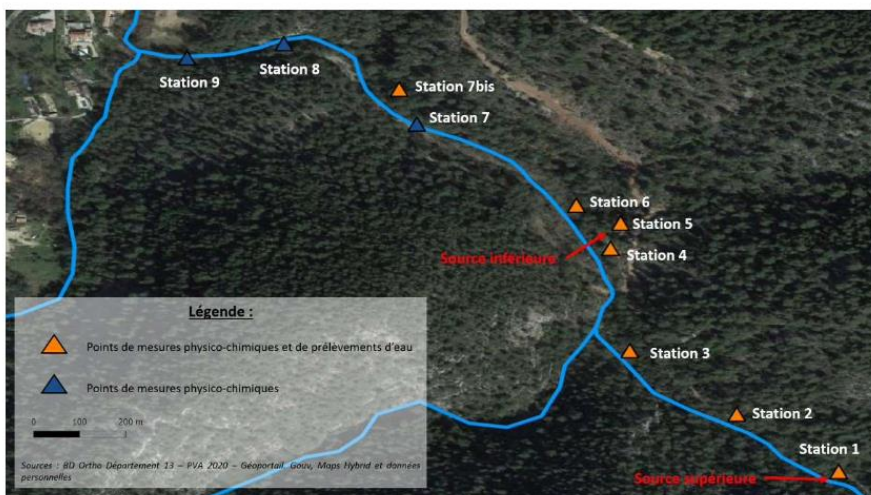 Station 8
Station 9
Station 7bis
Station 7
Station 6
Station 5
Source inférieure
Station 4
Station 3
Station 2
Station 1
Source supérieure
Légende :
Points de mesures physico-chimiques et de prélèvements d'eau
Points de mesures physico-chimiques
0 100 200 m
Sources : BD Ortho Département 13 – PVA 2020 – Géoportail. Gouv, Maps Hybrid et données
personnelles